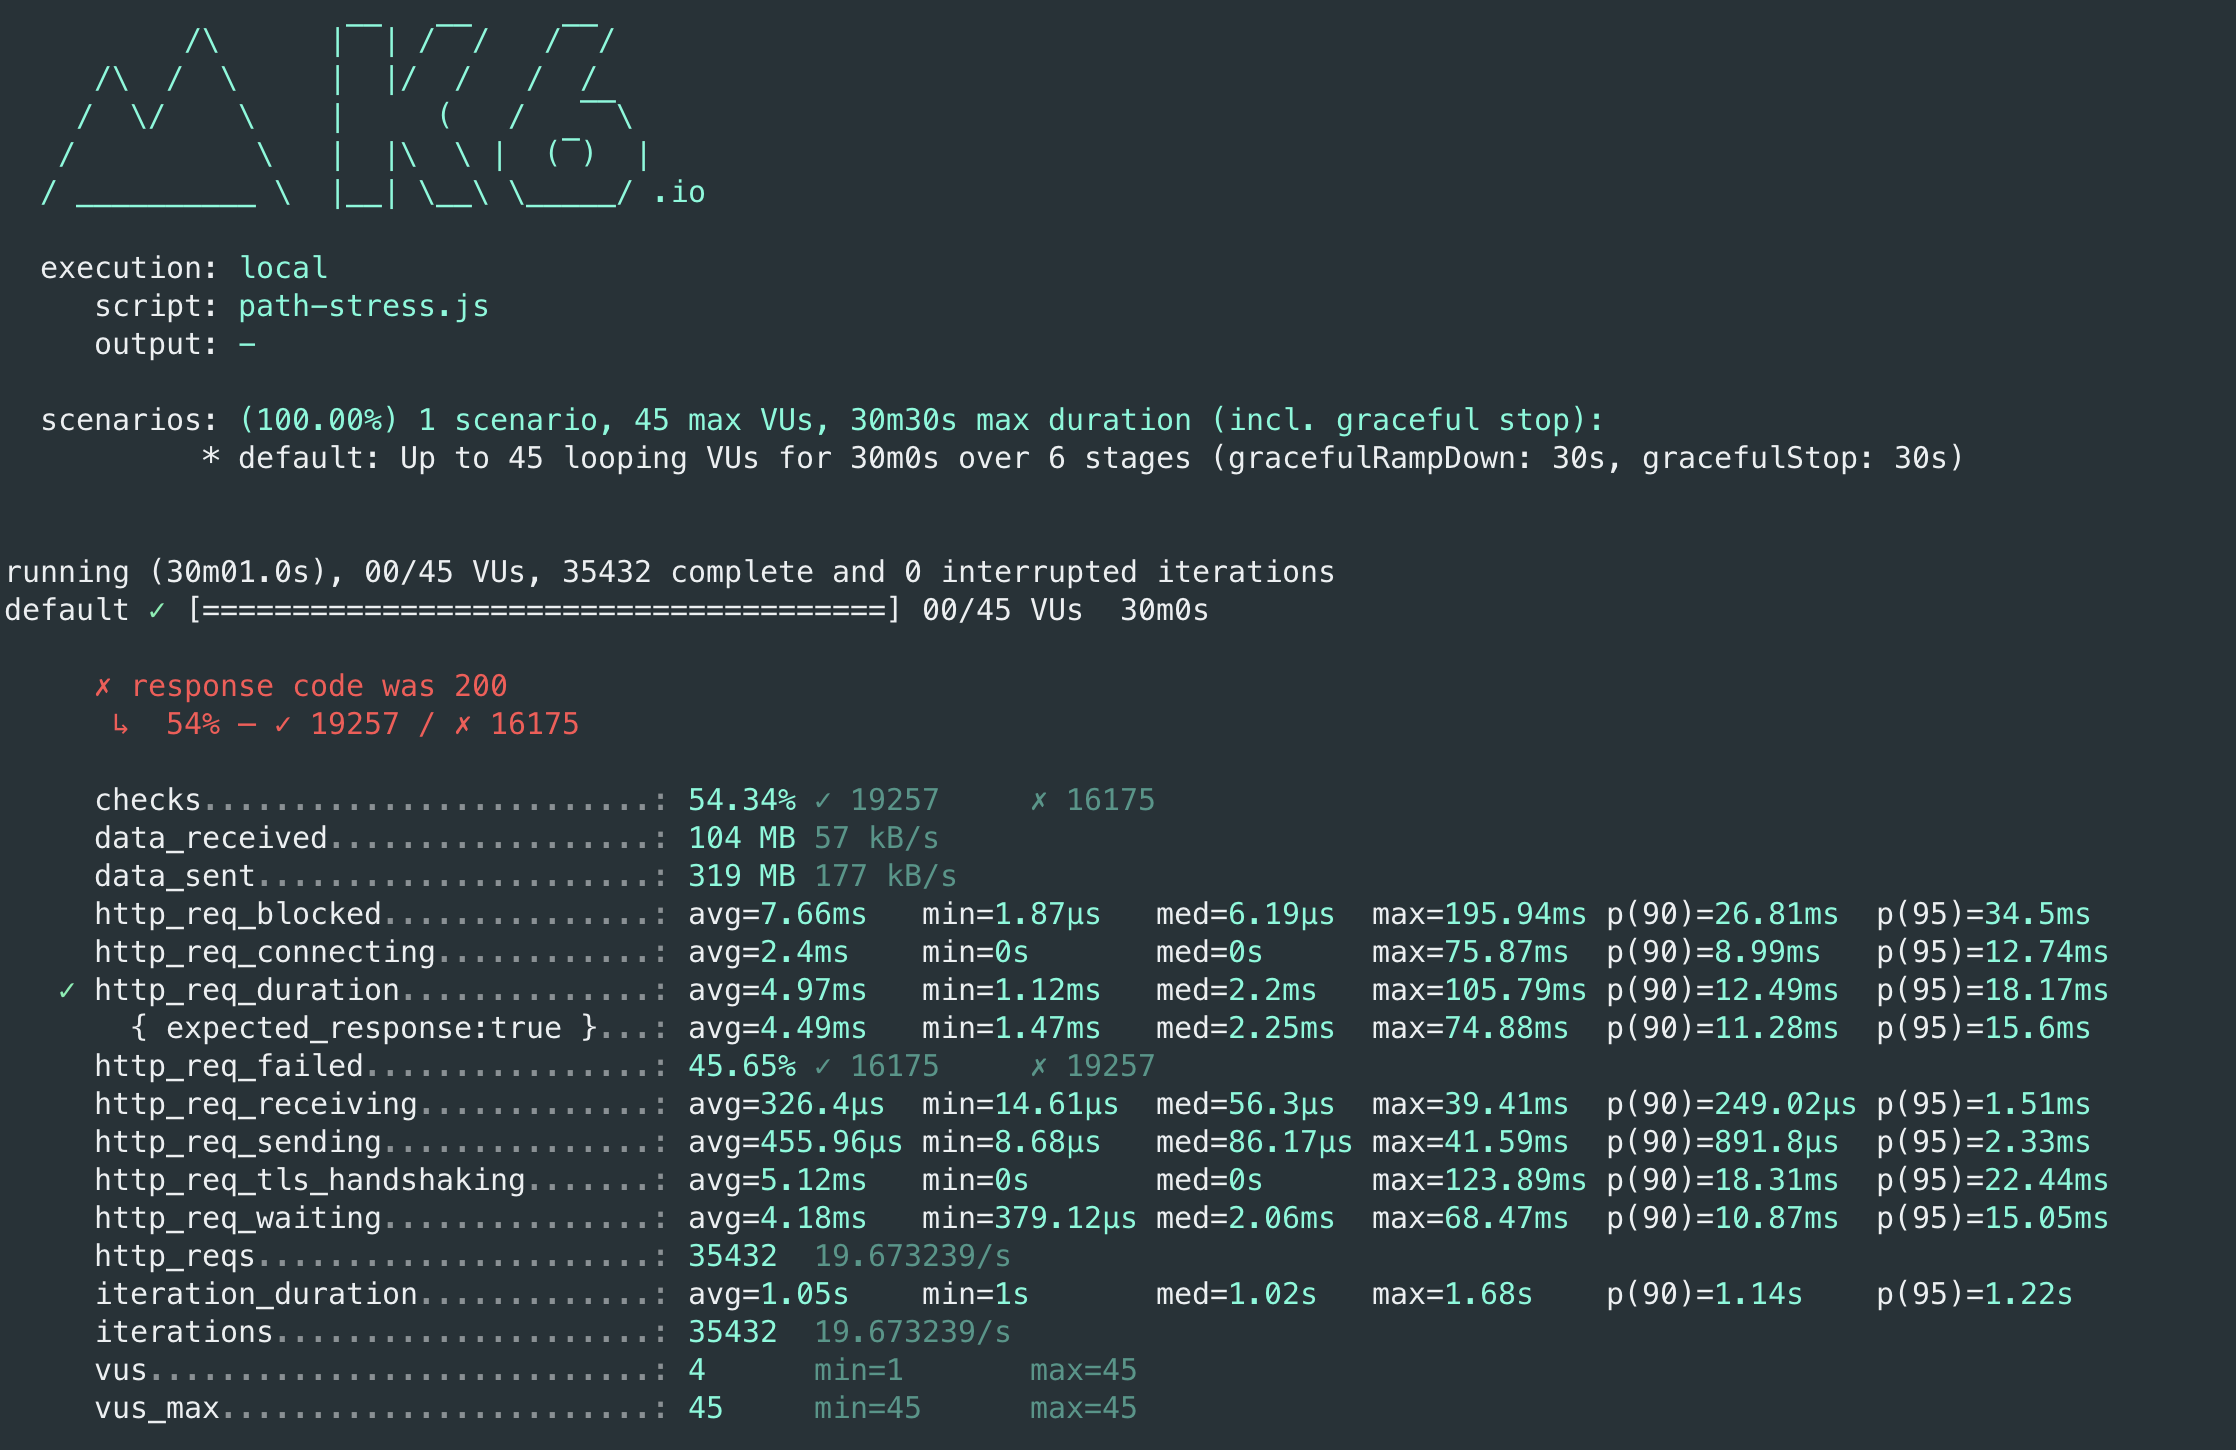 /\      |‾‾| /‾‾/   /‾‾/
     /\  /  \     |  |/  /   /  /
    /  \/    \    |     (   /   ‾‾\
   /          \   |  |\  \ |  (‾)  |
  / __________ \  |__| \__\ \_____/ .io
execution: local
script: path-stress.js
output: -
scenarios: (100.00%) 1 scenario, 45 max VUs, 30m30s max duration (incl. graceful stop):
* default: Up to 45 looping VUs for 30m0s over 6 stages (gracefulRampDown: 30s, gracefulStop: 30s)
running (30m01.0s), 00/45 VUs, 35432 complete and 0 interrupted iterations
default ✓ [======================================] 00/45 VUs  30m0s
✗ response code was 200
↳  54% — ✓ 19257 / ✗ 16175
checks.........................: 54.34% ✓ 19257     ✗ 16175
data_received..................: 104 MB 57 kB/s
data_sent......................: 319 MB 177 kB/s
http_req_blocked...............: avg=7.66ms   min=1.87µs   med=6.19µs  max=195.94ms p(90)=26.81ms  p(95)=34.5ms
http_req_connecting............: avg=2.4ms    min=0s       med=0s      max=75.87ms  p(90)=8.99ms   p(95)=12.74ms
✓ http_req_duration..............: avg=4.97ms   min=1.12ms   med=2.2ms   max=105.79ms p(90)=12.49ms  p(95)=18.17ms
{ expected_response:true }...: avg=4.49ms   min=1.47ms   med=2.25ms  max=74.88ms  p(90)=11.28ms  p(95)=15.6ms
http_req_failed................: 45.65% ✓ 16175     ✗ 19257
http_req_receiving.............: avg=326.4µs  min=14.61µs  med=56.3µs  max=39.41ms  p(90)=249.02µs p(95)=1.51ms
http_req_sending...............: avg=455.96µs min=8.68µs   med=86.17µs max=41.59ms  p(90)=891.8µs  p(95)=2.33ms
http_req_tls_handshaking.......: avg=5.12ms   min=0s       med=0s      max=123.89ms p(90)=18.31ms  p(95)=22.44ms
http_req_waiting...............: avg=4.18ms   min=379.12µs med=2.06ms  max=68.47ms  p(90)=10.87ms  p(95)=15.05ms
http_reqs......................: 35432  19.673239/s
iteration_duration.............: avg=1.05s    min=1s       med=1.02s   max=1.68s    p(90)=1.14s    p(95)=1.22s
iterations.....................: 35432  19.673239/s
vus............................: 4      min=1       max=45
vus_max........................: 45     min=45      max=45